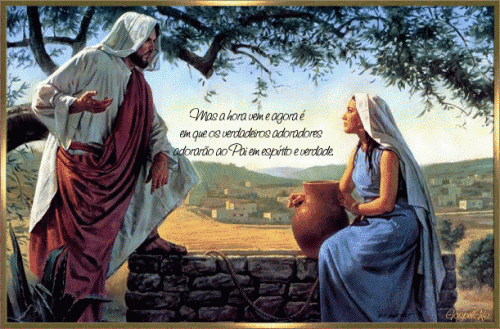 Mas a hora vem e agora é
em que os verdadeiros adoradores
adorarão ao Pai em espírito e verdade.